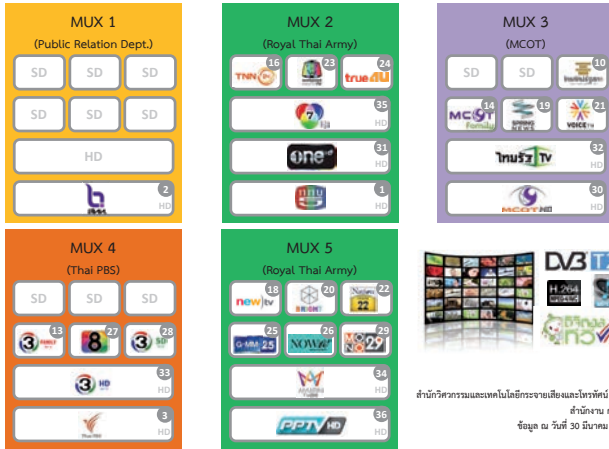 MUX 1
(Public Relation Dept.)
SD SD SD
SD SD SD
HD
2
HD
MUX 2
(Royal Thai Army)
16 23 24
TNN 24 true4U
35
7 HD
31
one HD
1
HD
MUX 3
(MCOT)
SD SD 10
14 19 21
MCOT Family SPRING NEWS VOICE TV
32
ไทยรัฐ TV HD
30
MCOT HD HD
MUX 4
(Thai PBS)
SD SD SD
13 27 28
3 FAMILY 8 3 SD
33
3 HD HD
3
Thai PBS HD
MUX 5
(Royal Thai Army)
18 20 22
new)tv BRIGHT Nation 22
25 26 29
GMM 25 NOW26 MONO 29
34
AMARIN TVHD HD
36
PPTV HD HD
DVB T2
H.264
สำนักวิศวกรรมและเทคโนโลยีกระจายเสียงและโทรทัศน์
สำนักงาน
ข้อมูล ณ วันที่ 30 มีนาคม